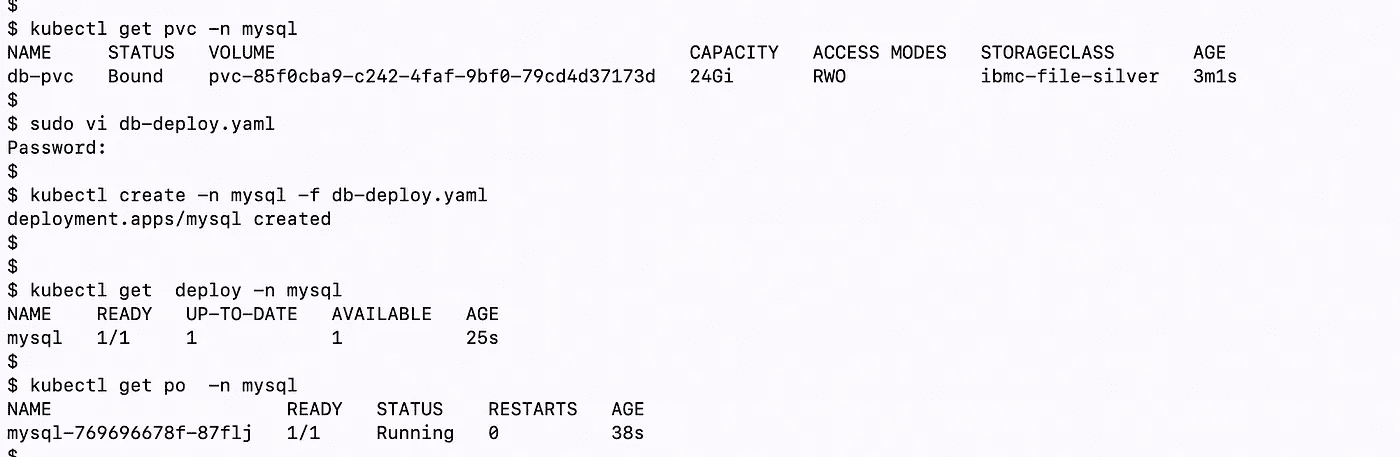 $
$ kubectl get pvc -n mysql
NAME     STATUS   VOLUME                                     CAPACITY   ACCESS MODES   STORAGECLASS       AGE
db-pvc   Bound    pvc-85f0cba9-c242-4faf-9bf0-79cd4d37173d   24Gi       RWO            ibmc-file-silver   3m1s
$
$ sudo vi db-deploy.yaml
Password:
$
$ kubectl create -n mysql -f db-deploy.yaml
deployment.apps/mysql created
$
$
$ kubectl get  deploy -n mysql
NAME    READY   UP-TO-DATE   AVAILABLE   AGE
mysql   1/1     1            1           25s
$
$ kubectl get po  -n mysql
NAME                     READY   STATUS    RESTARTS   AGE
mysql-769696678f-87flj   1/1     Running   0          38s
$